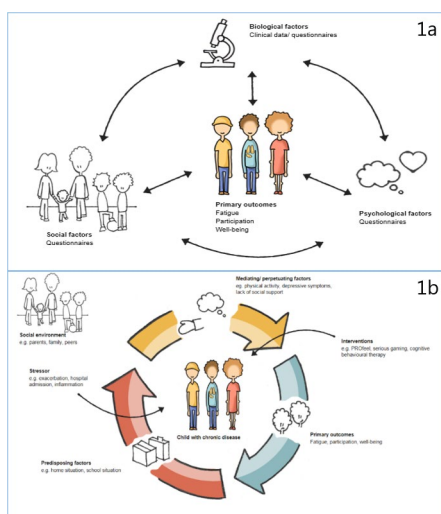 1a
Biological factors
Clinical data/ questionnaires
Primary outcomes
Fatigue
Participation
Well-being
Social factors
Questionnaires
Psychological factors
Questionnaires
1b
Mediating/ perpetuating factors
eg. physical activity, depressive symptoms,
lack of social support
Social environment
e.g. parents, family, peers
Interventions
e.g. PROtool, serious gaming, cognitive
behavioural therapy
Stressor
e.g. exacerbation, hospital
admission, inflammation
Child with chronic disease
Primary outcomes
Fatigue, participation, well-being
Predisposing factors
e.g. home situation, school situation